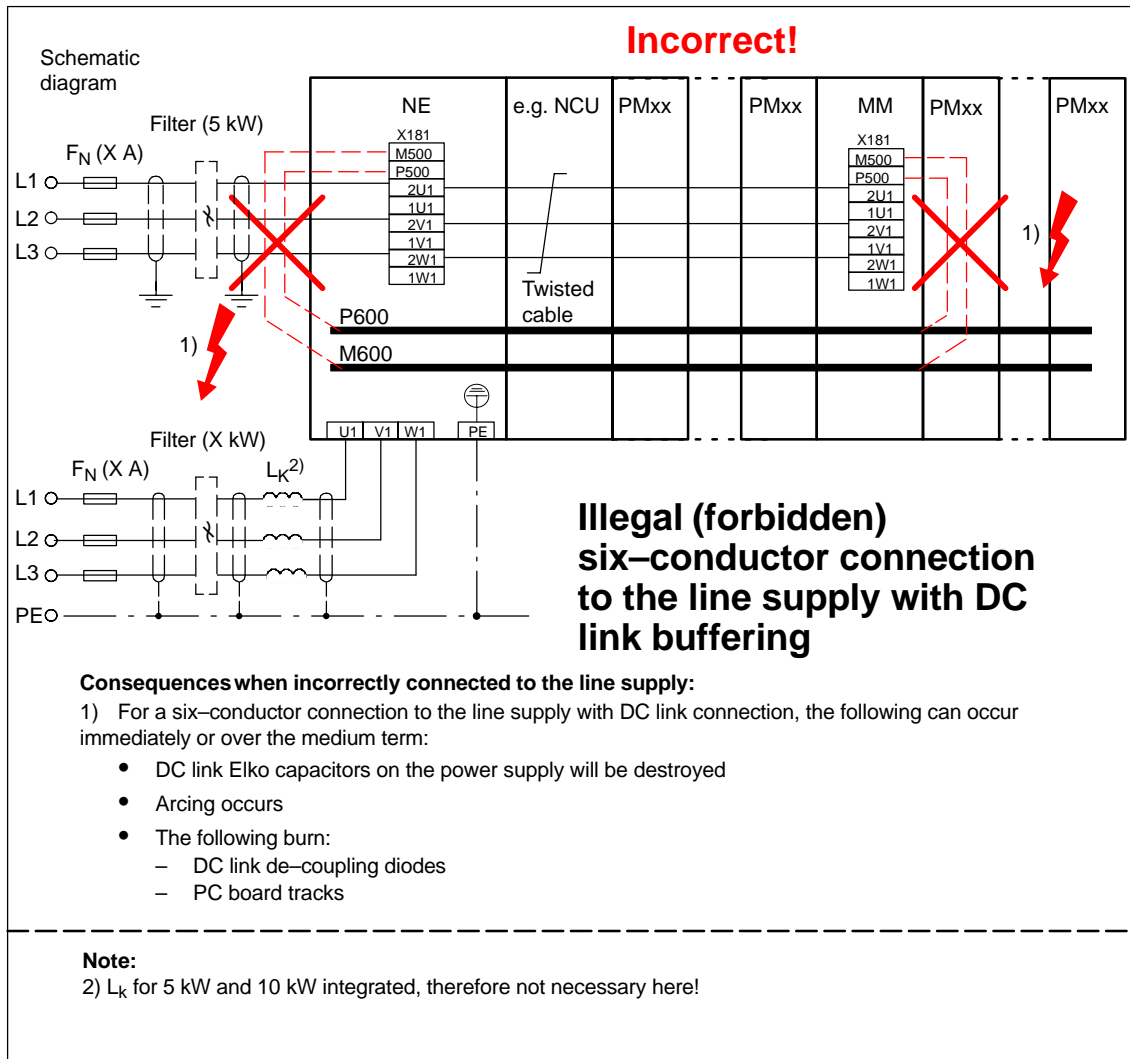 Incorrect!
Schematic
diagram
NE
e.g. NCU
PMxx
PMxx
MM
PMxx
PMxx
Filter (5 kW)
FN (X A)
X181
M500
P500
2U1
1U1
2V1
1V1
2W1
1W1
X181
M500
P500
2U1
1U1
2V1
1V1
2W1
1W1
L1
L2
L3
1)
Twisted
cable
P600
1)
M600
U1 V1 W1 PE
Filter (X kW)
FN (X A)
LK2)
L1
L2
L3
PE
Illegal (forbidden)
six–conductor connection
to the line supply with DC
link buffering
Consequences when incorrectly connected to the line supply:
1) For a six–conductor connection to the line supply with DC link connection, the following can occur
immediately or over the medium term:
• DC link Elko capacitors on the power supply will be destroyed
• Arcing occurs
• The following burn:
– DC link de–coupling diodes
– PC board tracks
Note:
2) Lk for 5 kW and 10 kW integrated, therefore not necessary here!